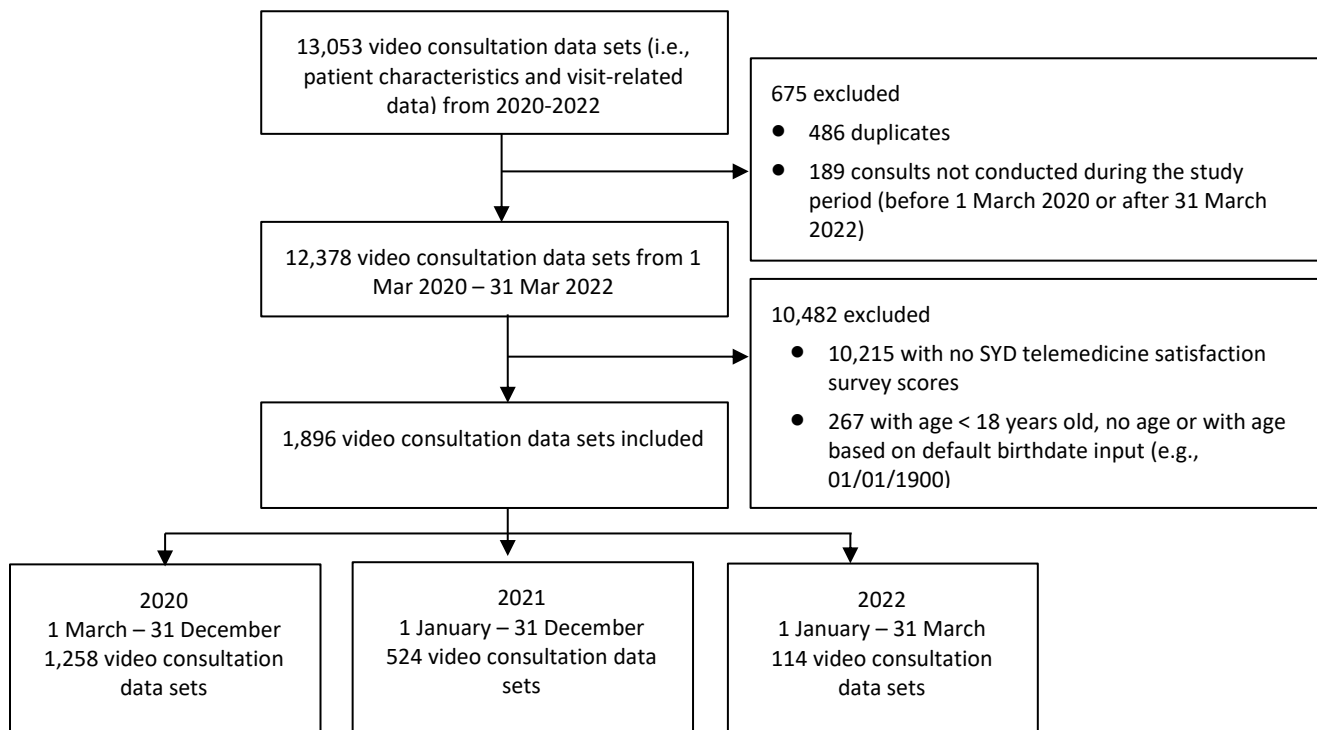 13,053 video consultation data sets (i.e.,
patient characteristics and visit-related
data) from 2020-2022
675 excluded
● 486 duplicates
● 189 consults not conducted during the study
period (before 1 March 2020 or after 31 March
2022)
12,378 video consultation data sets from 1
Mar 2020 – 31 Mar 2022
10,482 excluded
● 10,215 with no SYD telemedicine satisfaction
survey scores
● 267 with age < 18 years old, no age or with age
based on default birthdate input (e.g.,
01/01/1900)
1,896 video consultation data sets included
2020
1 March – 31 December
1,258 video consultation
data sets
2021
1 January – 31 December
524 video consultation data
sets
2022
1 January – 31 March
114 video consultation
data sets